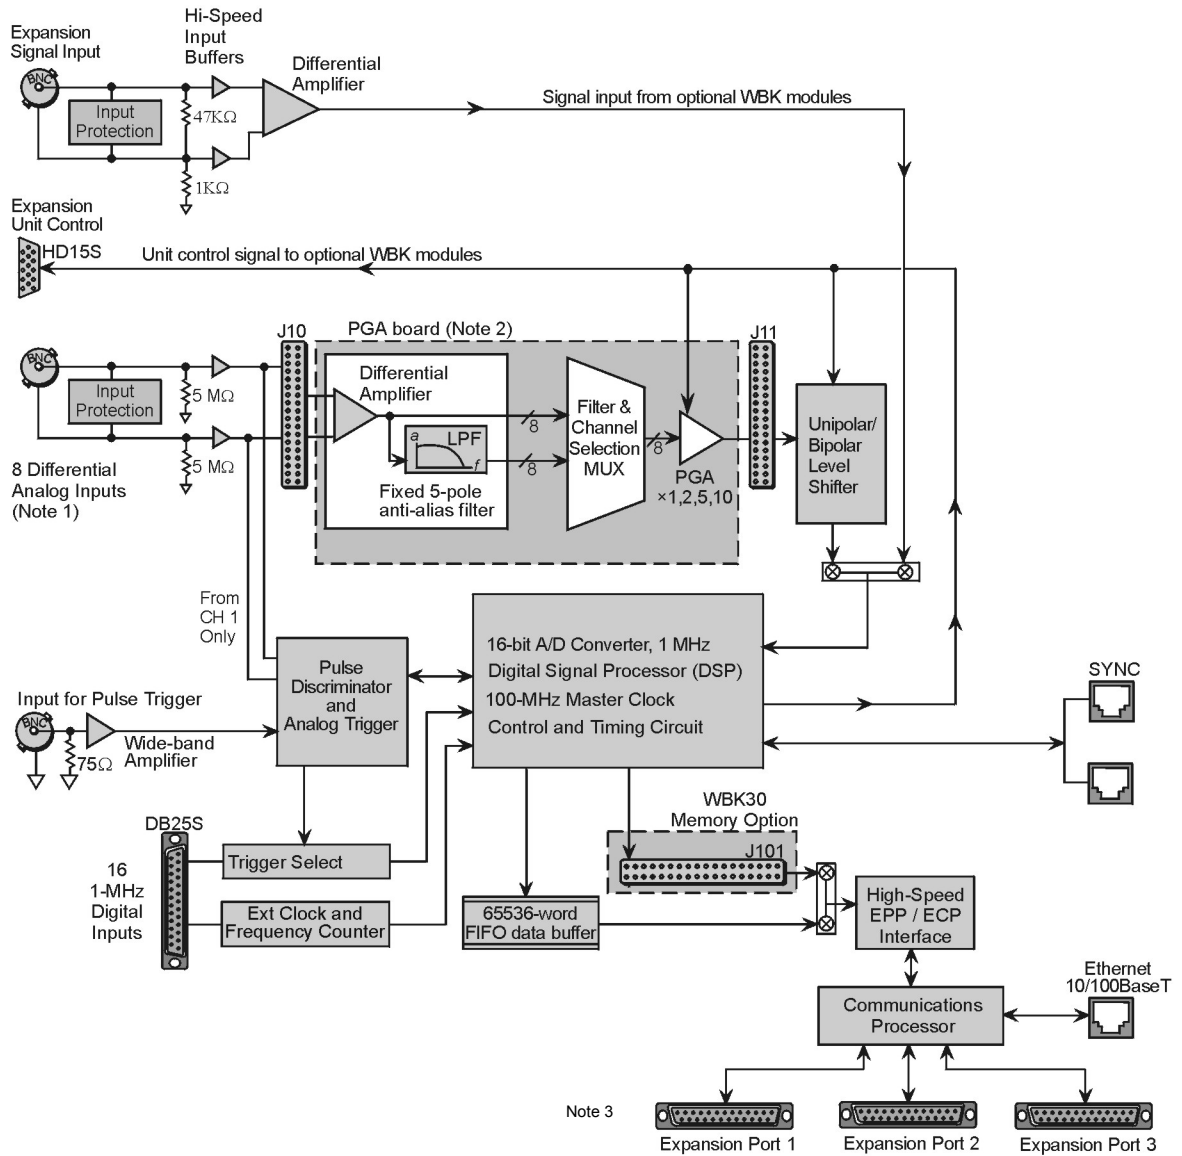 Expansion
Signal Input
Hi-Speed
Input
Buffers
BNC
Input
Protection
47KΩ
1KΩ
Differential
Amplifier
Signal input from optional WBK modules
Expansion
Unit Control
HD15S
Unit control signal to optional WBK modules
J10
PGA board (Note 2)
J11
BNC
Input
Protection
5 MΩ
5 MΩ
8 Differential
Analog Inputs
(Note 1)
Differential
Amplifier
a
LPF
f
Fixed 5-pole
anti-alias filter
8
8
Filter &
Channel
Selection
MUX
8
PGA
×1,2,5,10
Unipolar/
Bipolar
Level
Shifter
From
CH 1
Only
Pulse
Discriminator
and
Analog Trigger
16-bit A/D Converter, 1 MHz
Digital Signal Processor (DSP)
100-MHz Master Clock
Control and Timing Circuit
SYNC
Input for Pulse Trigger
BNC
75Ω
Wide-band
Amplifier
DB25S
16
1-MHz
Digital
Inputs
Trigger Select
Ext Clock and
Frequency Counter
WBK30
Memory Option
J101
65536-word
FIFO data buffer
High-Speed
EPP / ECP
Interface
Communications
Processor
Ethernet
10/100BaseT
Note 3
Expansion Port 1
Expansion Port 2
Expansion Port 3